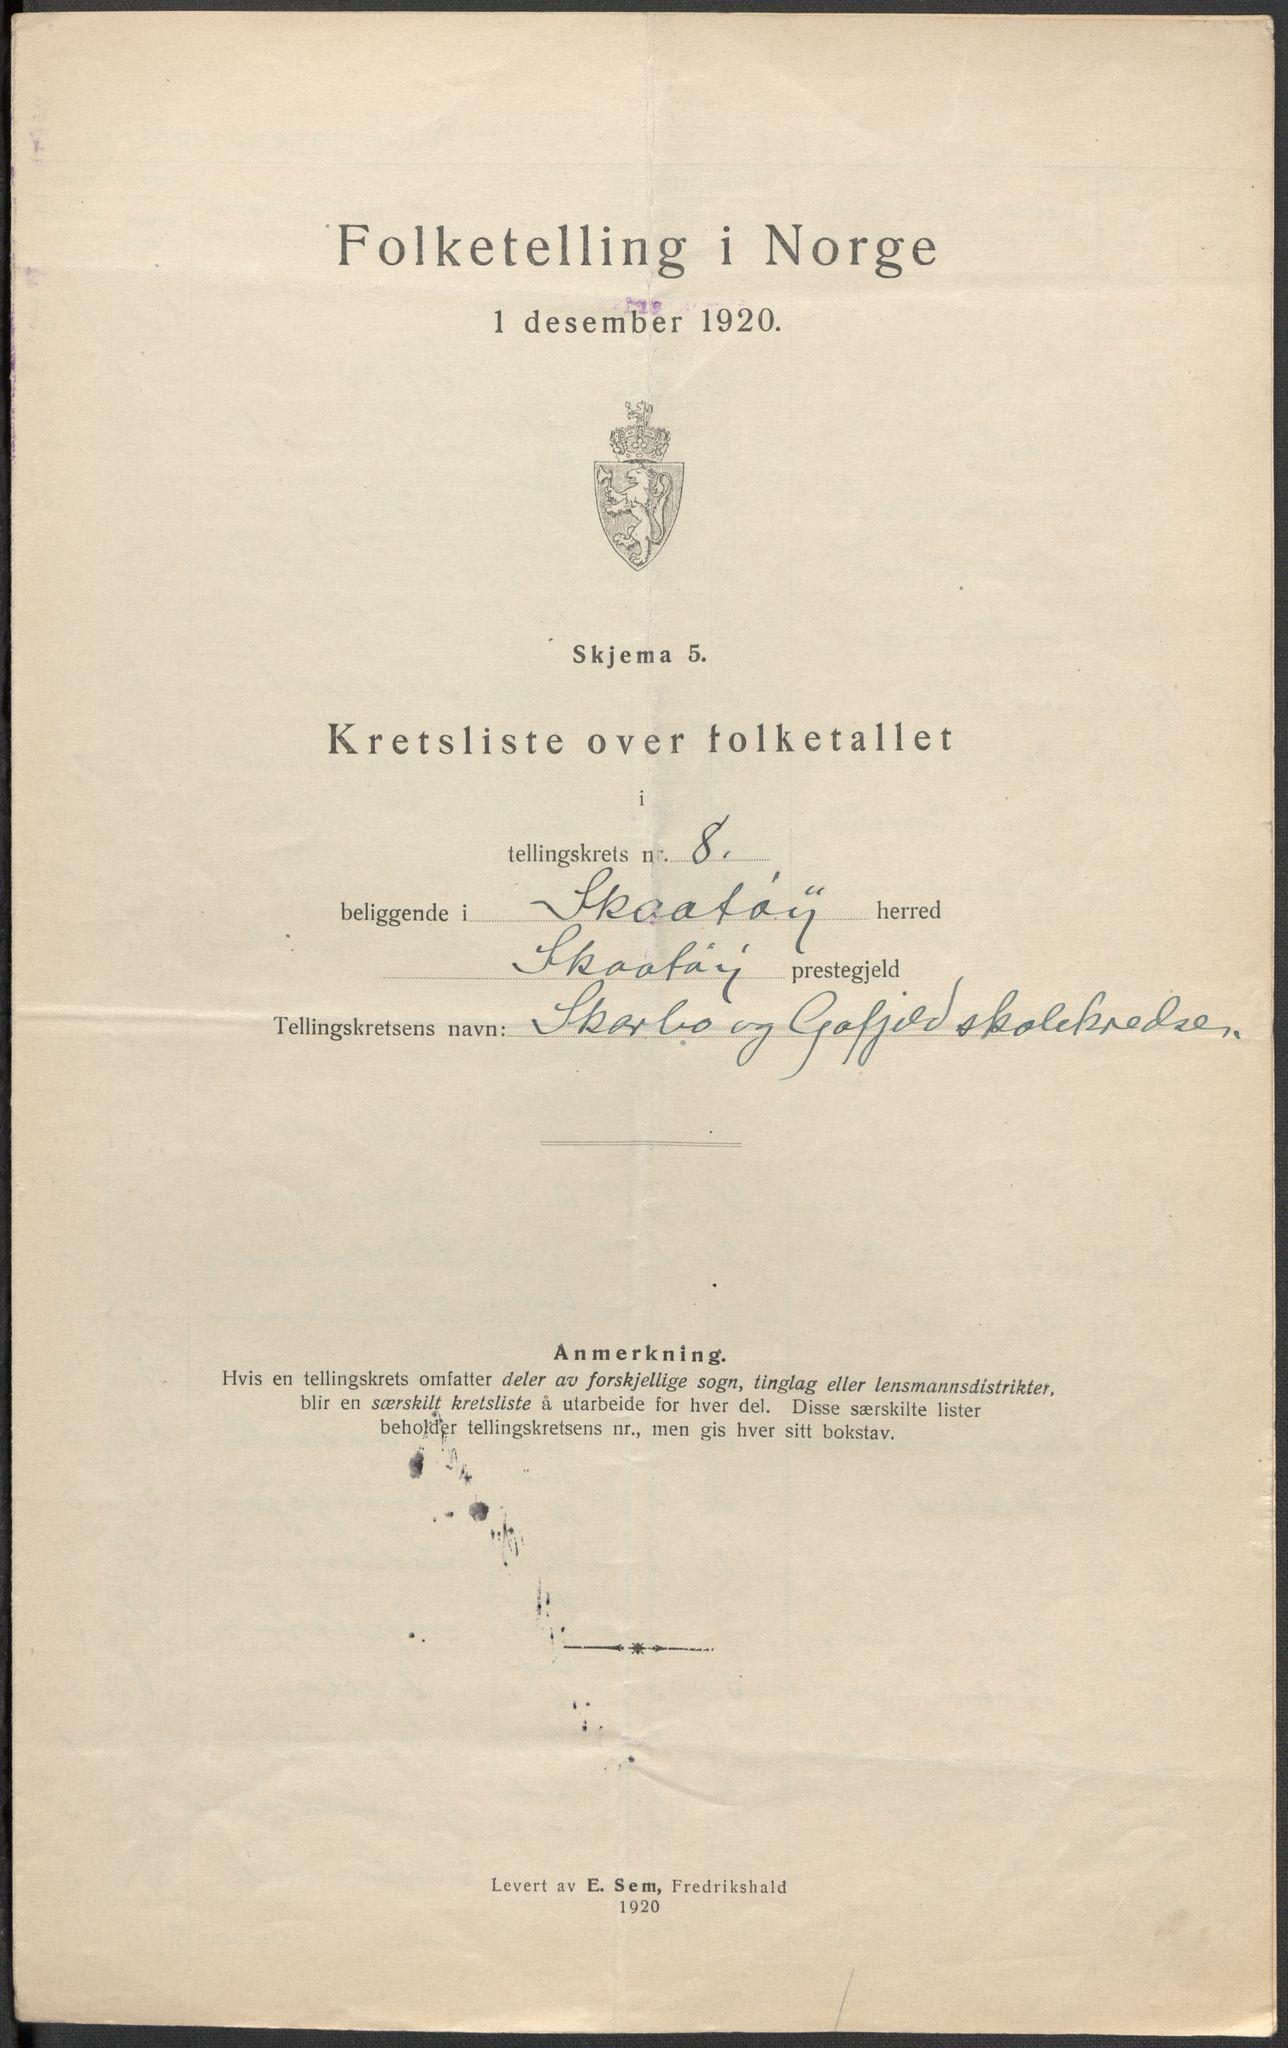 Folketelling i Norge
1 desember 1920.
Skjema 5.
Kretsliste over folketallet
i
tellingskrets nr. 8.
beliggende i Skaatöy herred
Skaatöy prestegjeld
Tellingskretsens navn: Skarbo og Gofjeld skolekredser.
Anmerkning.
Hvis en tellingskrets omfatter deler av forskjellige sogn, tinglag eller lensmannsdistrikter,
blir en særskilt kretsliste å utarbeide for hver del. Disse særskilte lister
beholder tellingskretsens nr., men gis hver sitt bokstav.
Levert av E. Sem, Fredrikshald
1920